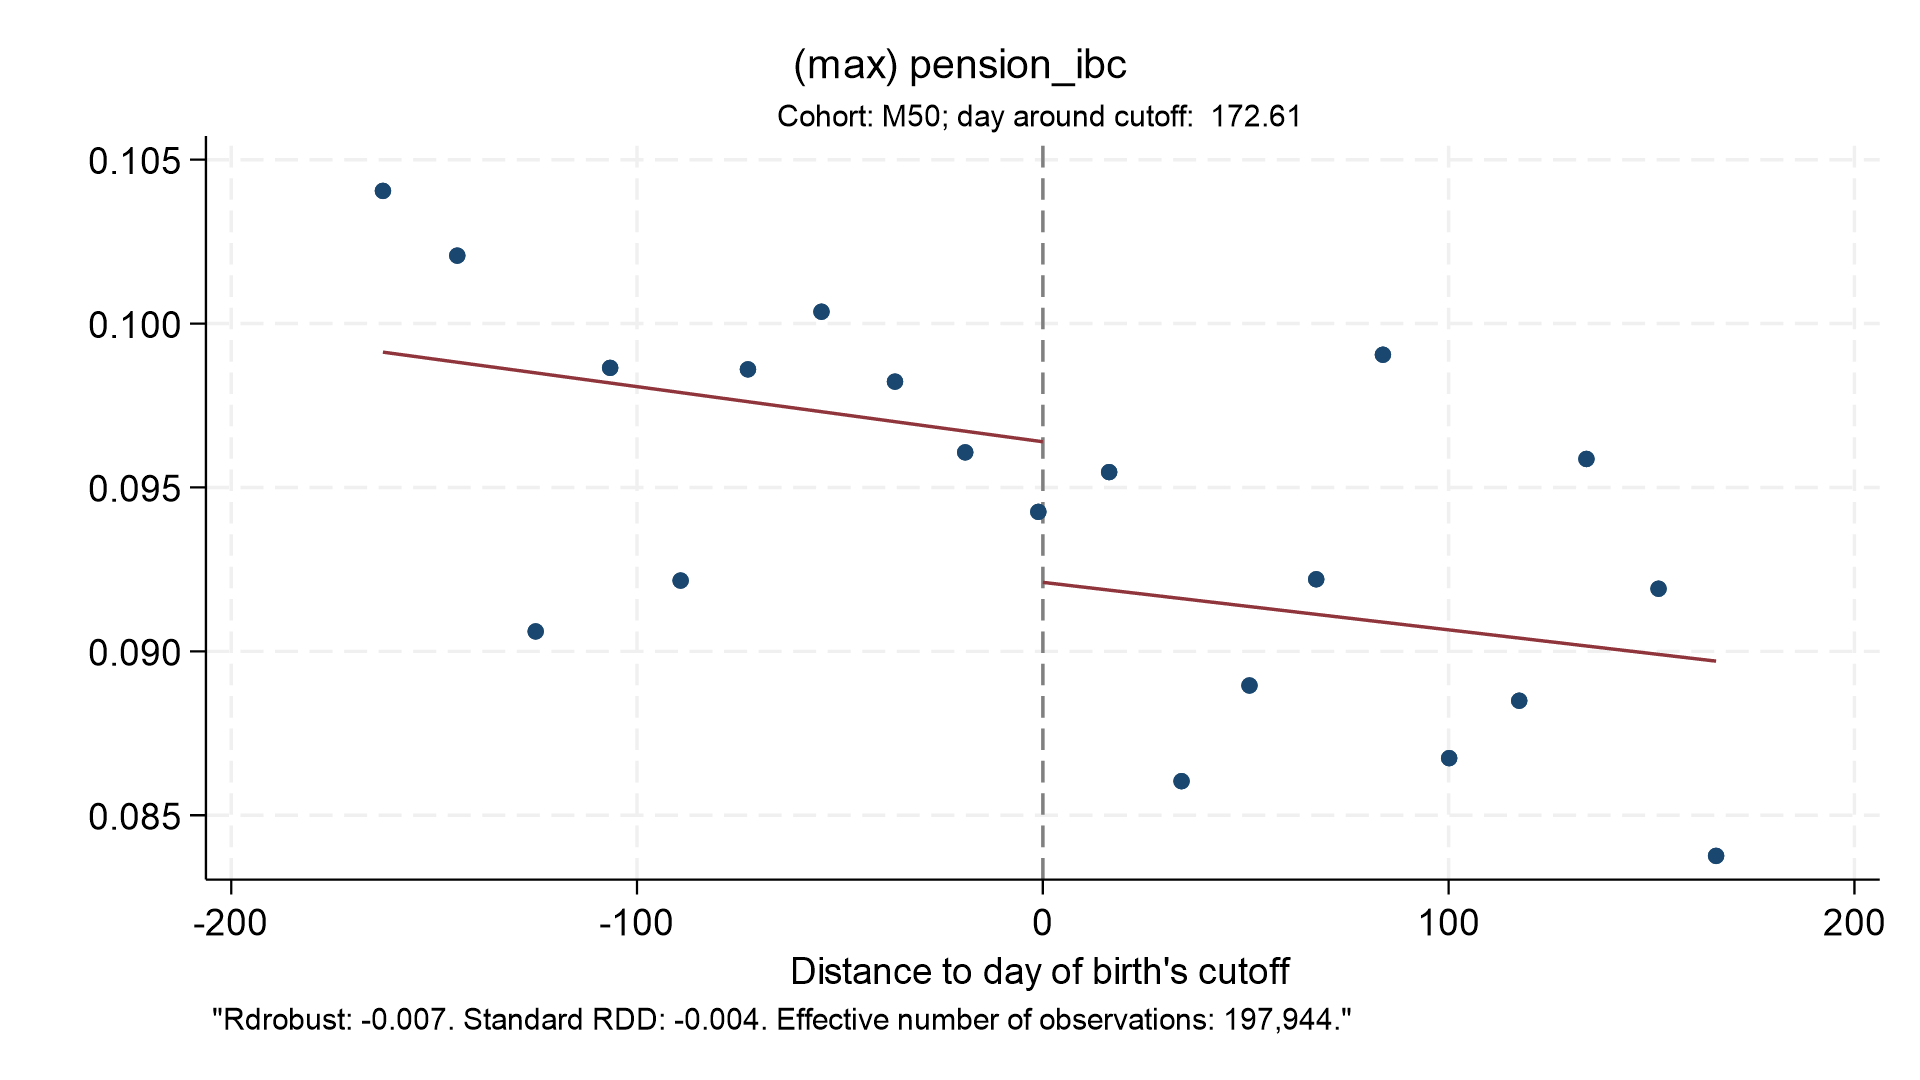 (max) pension_ibc
Cohort: M50; day around cutoff:  172.61
0.105
0.100
0.095
0.090
0.085
-200 -100 0 100 200
Distance to day of birth's cutoff
"Rdrobust: -0.007. Standard RDD: -0.004. Effective number of observations: 197,944."